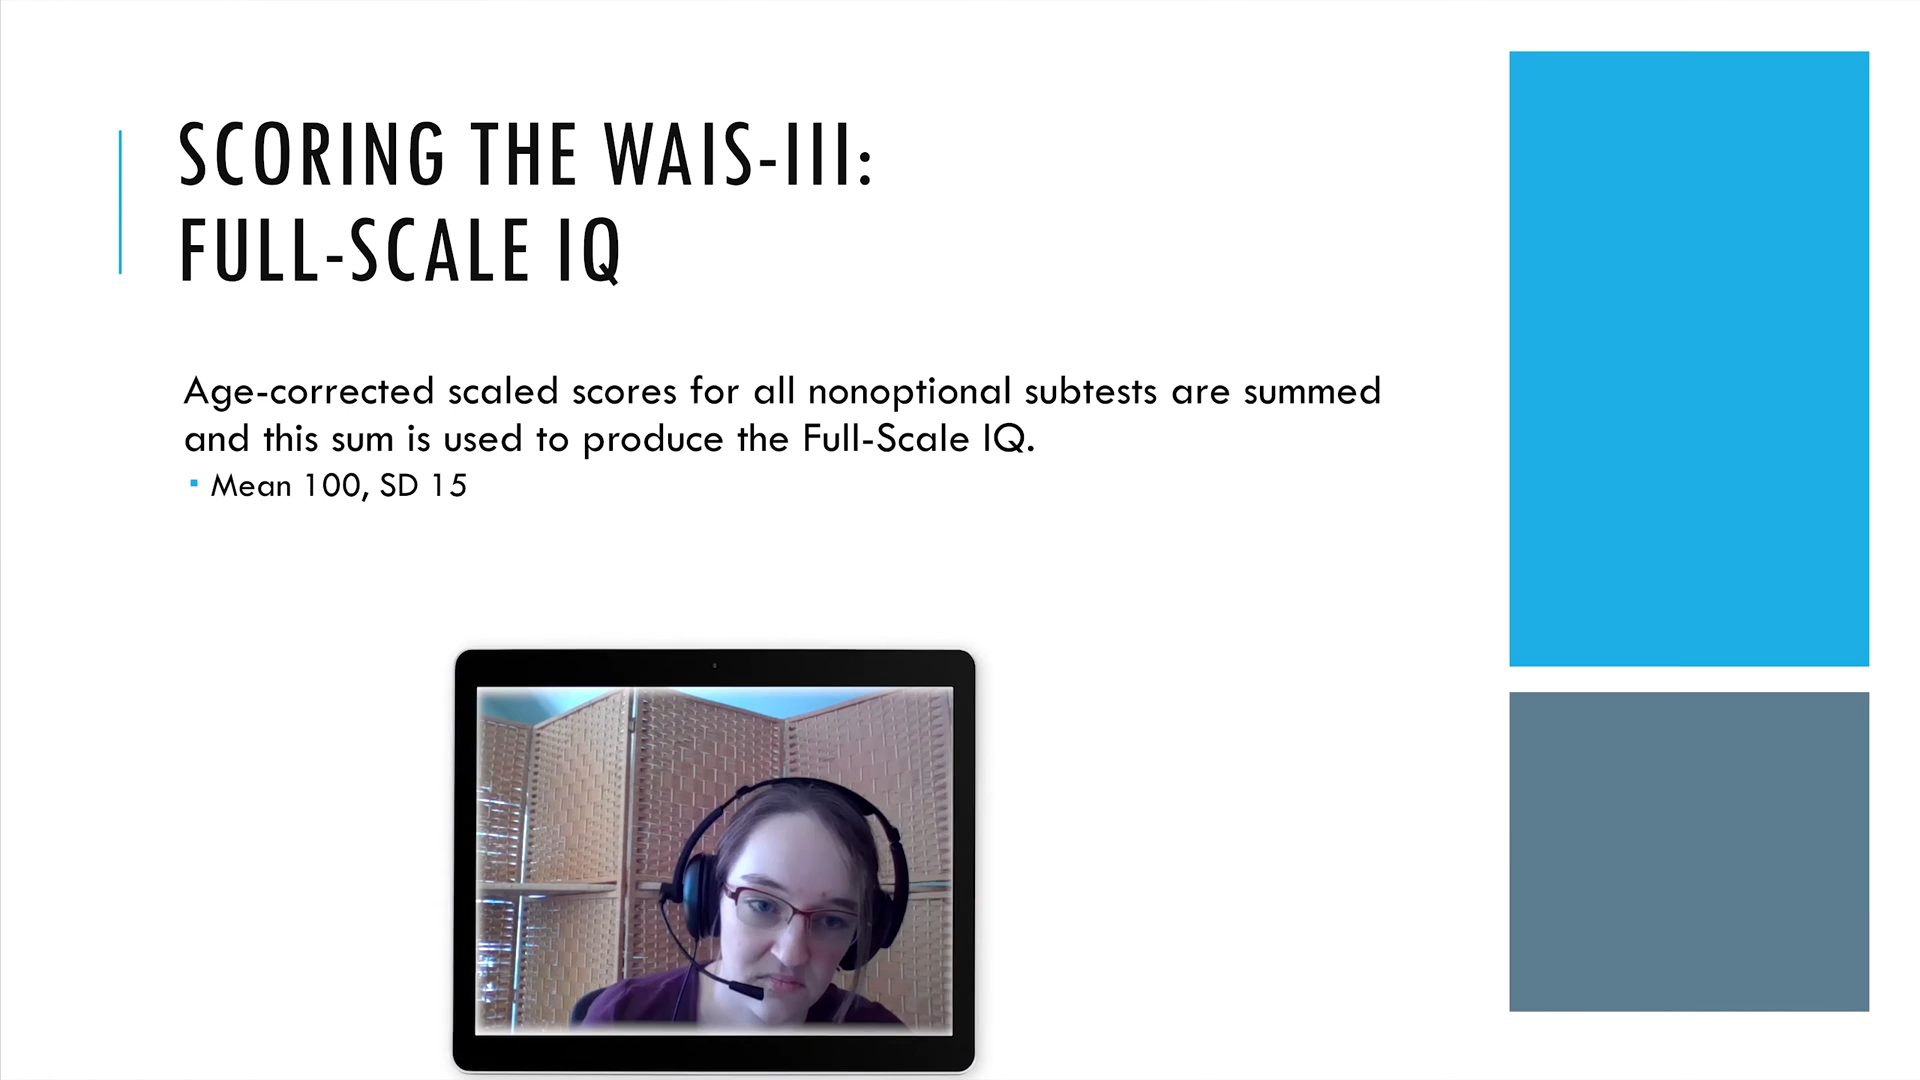 SCORING THE WAIS-III:
FULL-SCALE IQ
Age-corrected scaled scores for all nonoptional subtests are summed
and this sum is used to produce the Full-Scale IQ.
▪ Mean 100, SD 15